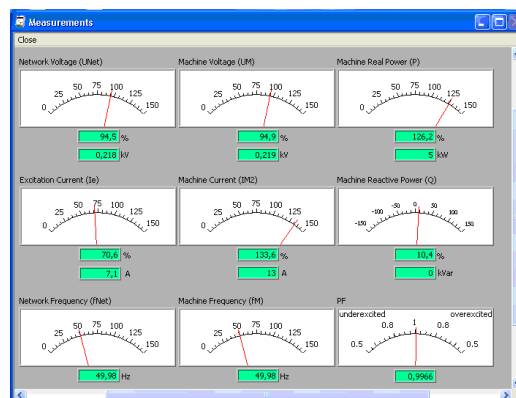 Measurements
Close
Network Voltage (UNet)
0 25 50 75 100 125 150
94,5 %
0,218 kV
Machine Voltage (UM)
0 25 50 75 100 125 150
94,9 %
0,219 kV
Machine Real Power (P)
0 25 50 75 100 125 150
126,2 %
5 kW
Excitation Current (Ie)
0 25 50 75 100 125 150
70,6 %
7,1 A
Machine Current (IM2)
0 25 50 75 100 125 150
133,6 %
13 A
Machine Reactive Power (Q)
-150 -100 -50 0 50 100 150
10,4 %
0 kVar
Network Frequency (fNet)
0 25 50 75 100 125 150
49,98 Hz
Machine Frequency (fM)
0 25 50 75 100 125 150
49,98 Hz
PF
underexcited overexcited
0.5 0.8 1 0.8 0.5
0,9966